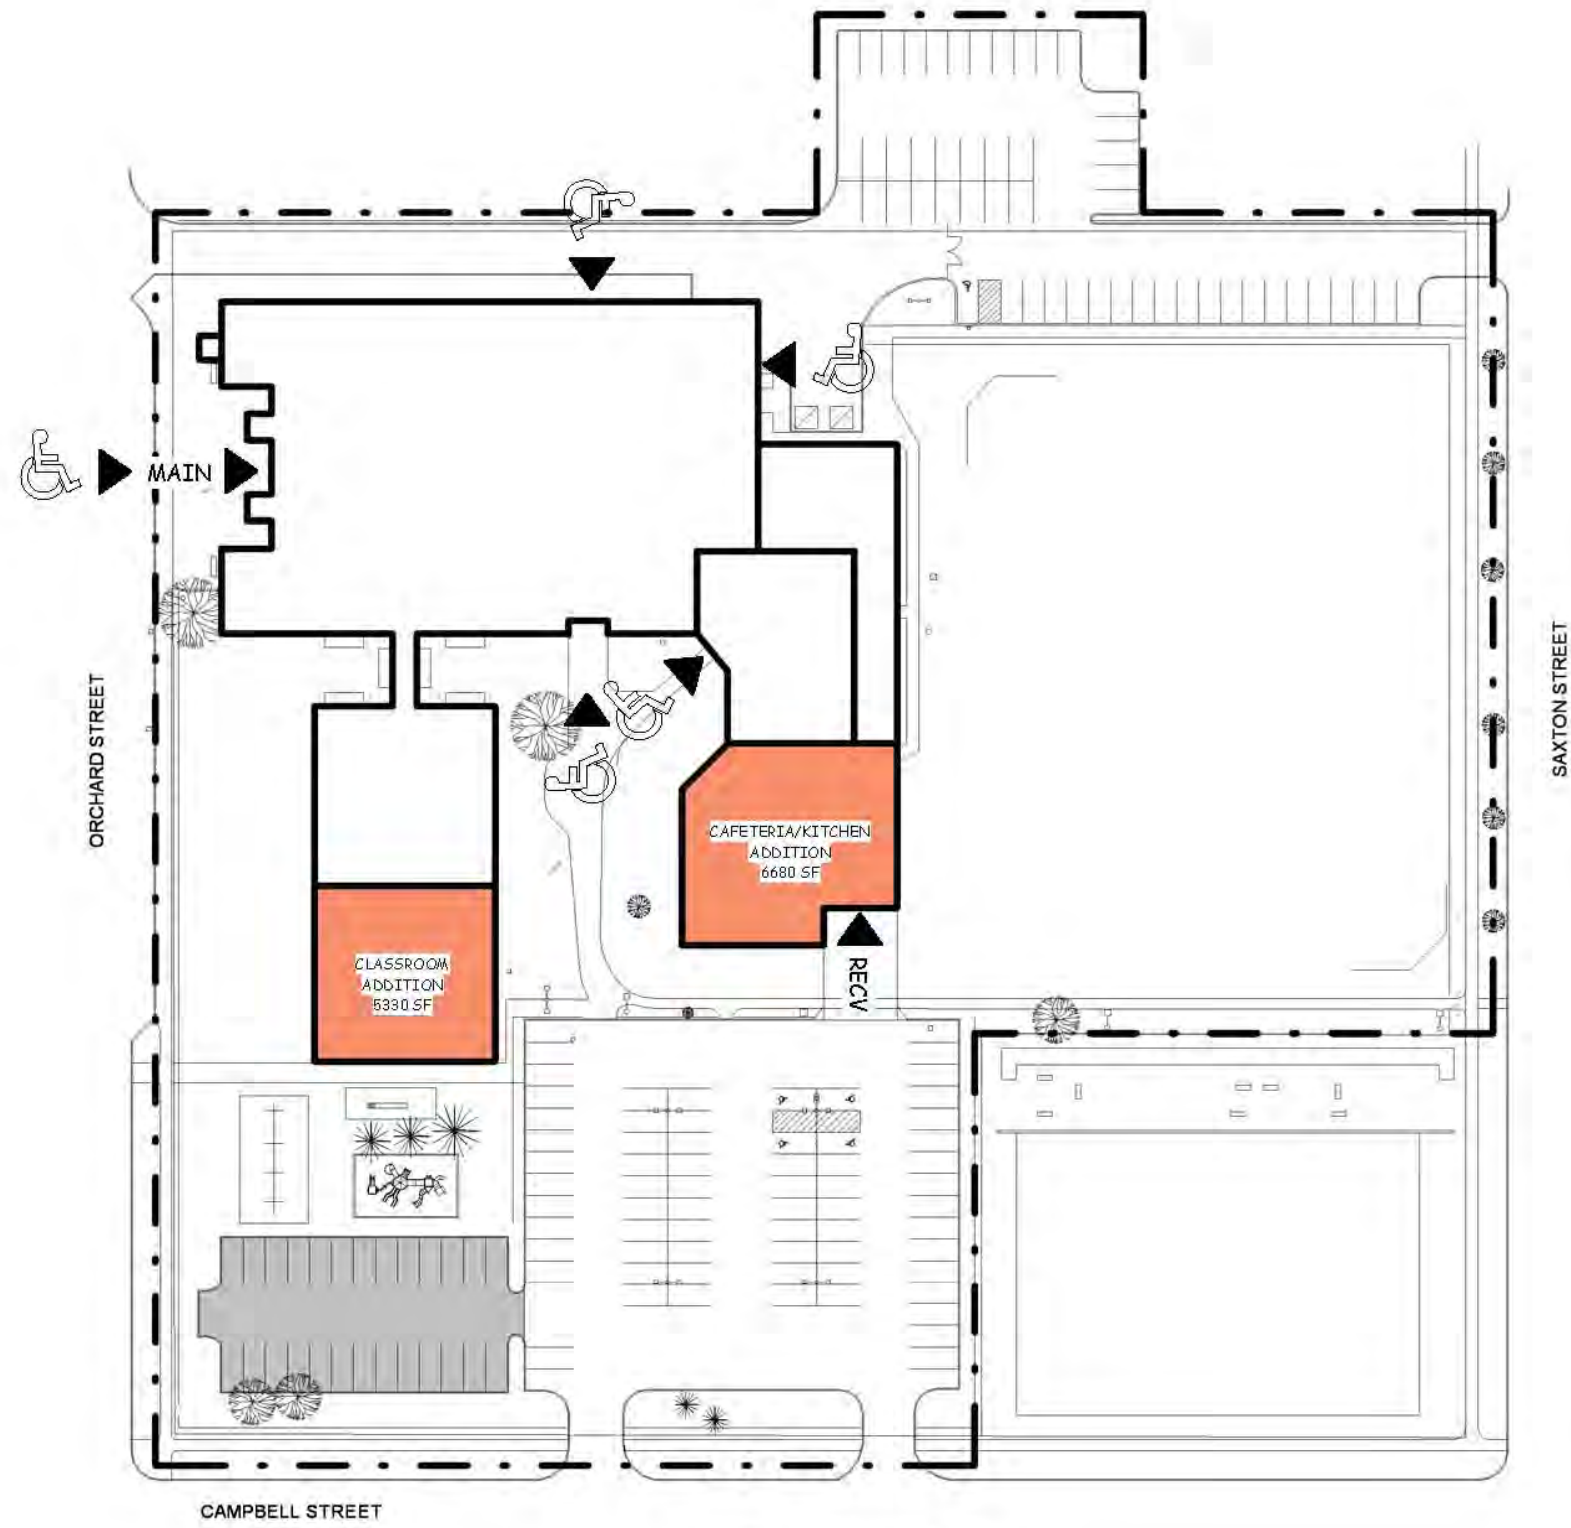 MAIN
ORCHARD STREET
SAXTON STREET
CAFETERIA/KITCHEN
ADDITION
6680 SF
RECV
CLASSROOM
ADDITION
5330 SF
CAMPBELL STREET